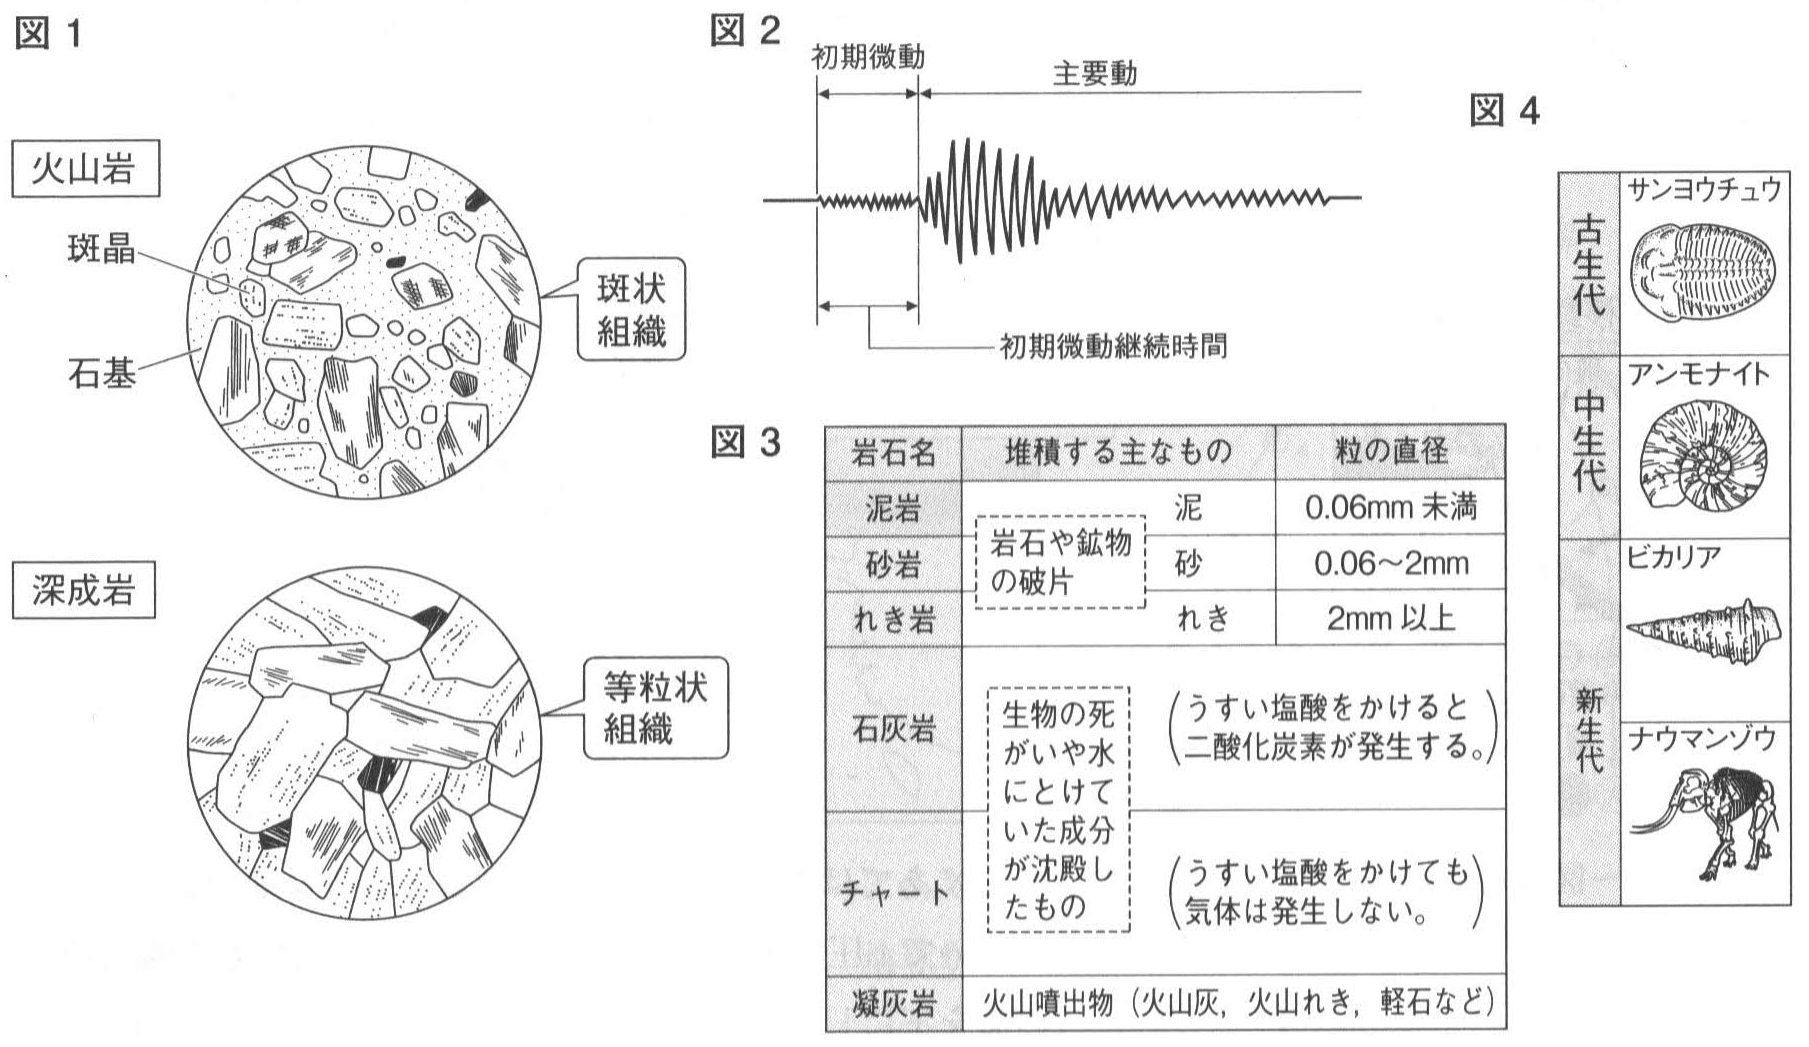 図 1
火山岩
斑晶
石基
斑状
組織
深成岩
等粒状
組織
図 2
初期微動
主要動
初期微動継続時間
図 3
岩石名 堆積する主なもの 粒の直径
泥岩 泥 0.06mm 未満
岩石や鉱物
の破片
砂岩 砂 0.06〜2mm
れき岩 れき 2mm 以上
石灰岩
生物の死
がいや水
にとけて
いた成分
が沈殿し
たもの
(うすい塩酸をかけると
二酸化炭素が発生する。)
チャート
(うすい塩酸をかけても
気体は発生しない。)
凝灰岩 火山噴出物（火山灰，火山れき，軽石など）
図 4
古生代
サンヨウチュウ
中生代
アンモナイト
新生代
ビカリア
ナウマンゾウ